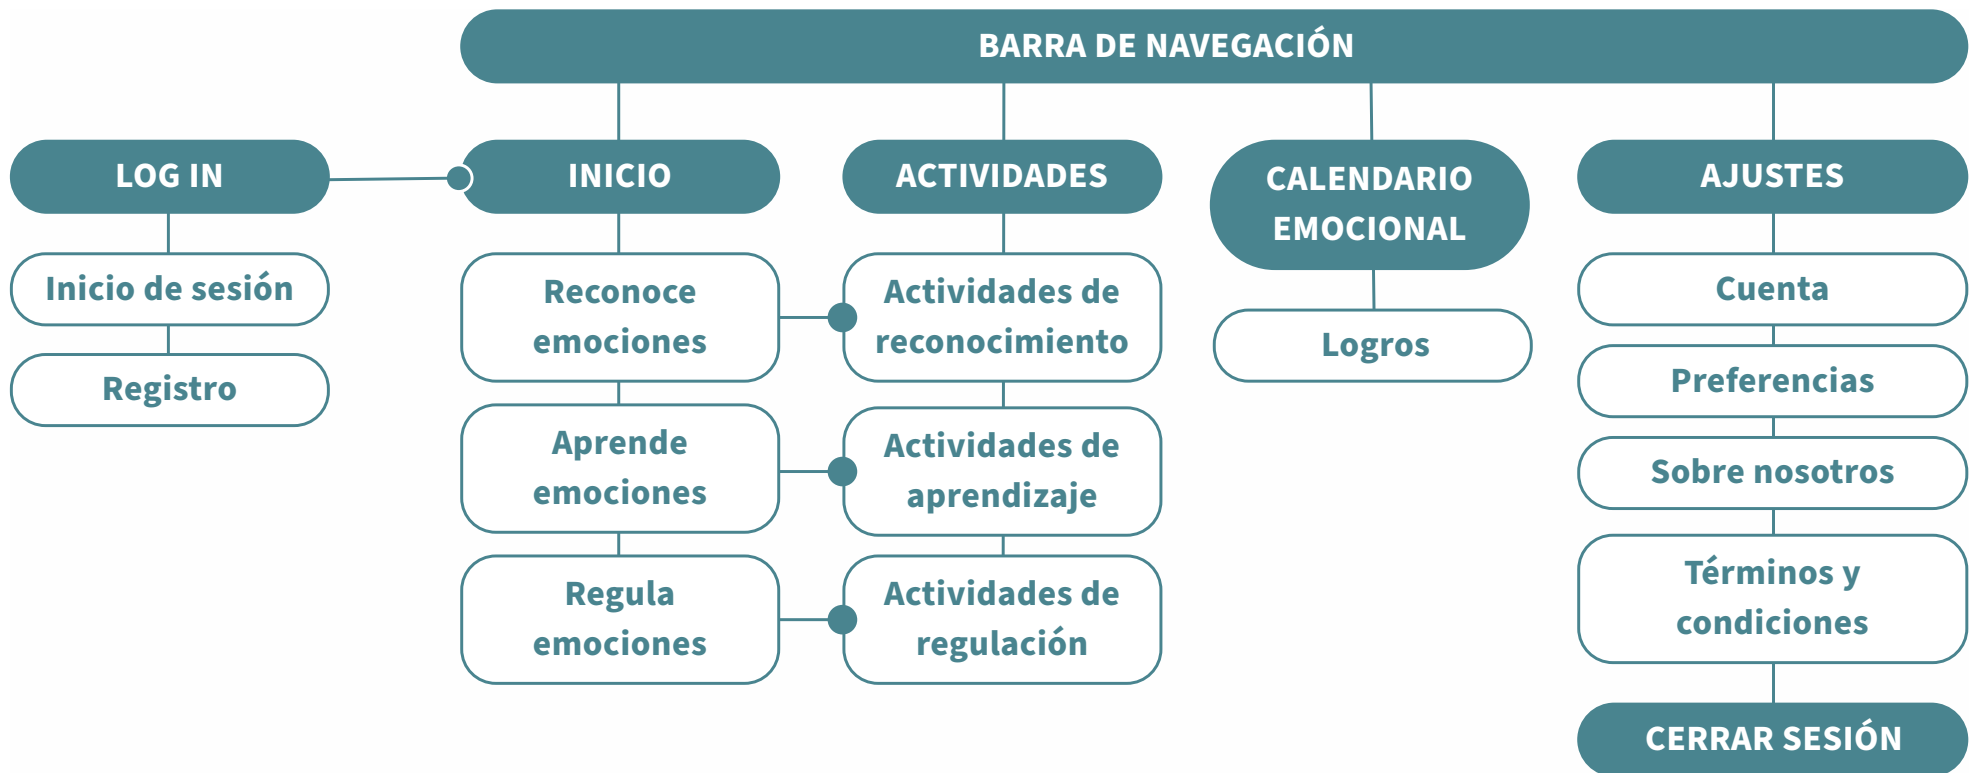 BARRA DE NAVEGACIÓN
LOG IN
Inicio de sesión
Registro
INICIO
Reconoce
emociones
Aprende
emociones
Regula
emociones
ACTIVIDADES
Actividades de
reconocimiento
Actividades de
aprendizaje
Actividades de
regulación
CALENDARIO
EMOCIONAL
Logros
AJUSTES
Cuenta
Preferencias
Sobre nosotros
Términos y
condiciones
CERRAR SESIÓN